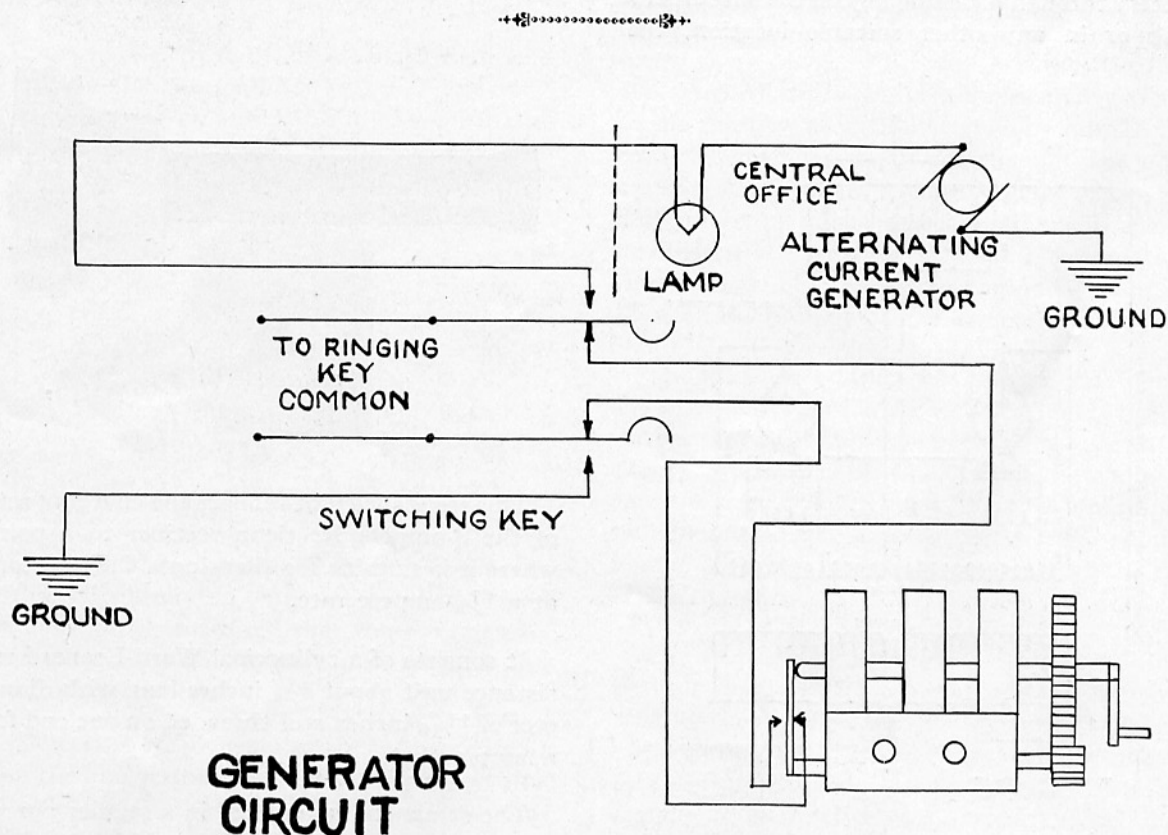 CENTRAL
OFFICE
LAMP
ALTERNATING
CURRENT
GENERATOR
GROUND
TO RINGING
KEY
COMMON
SWITCHING KEY
GROUND
GENERATOR
CIRCUIT